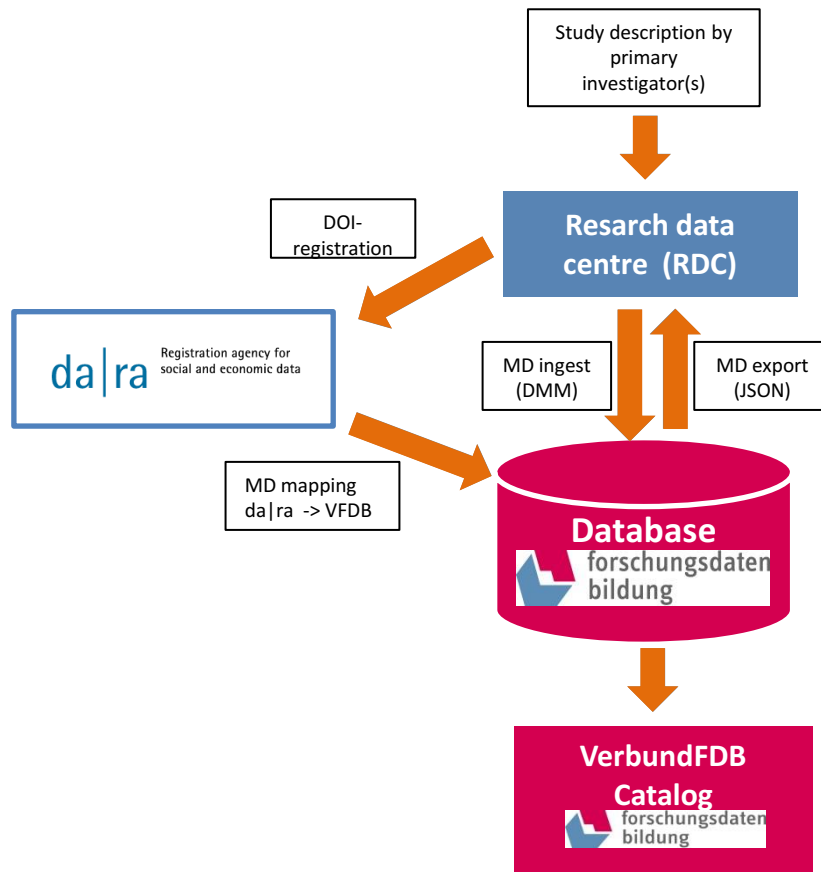 Study description by
primary
investigator(s)
Resarch data
centre (RDC)
DOI-
registration
da|ra
Registration agency for
social and economic data
MD ingest
(DMM)
MD export
(JSON)
MD mapping
da|ra -> VFDB
Database
forschungsdaten
bildung
VerbundFDB
Catalog
forschungsdaten
bildung